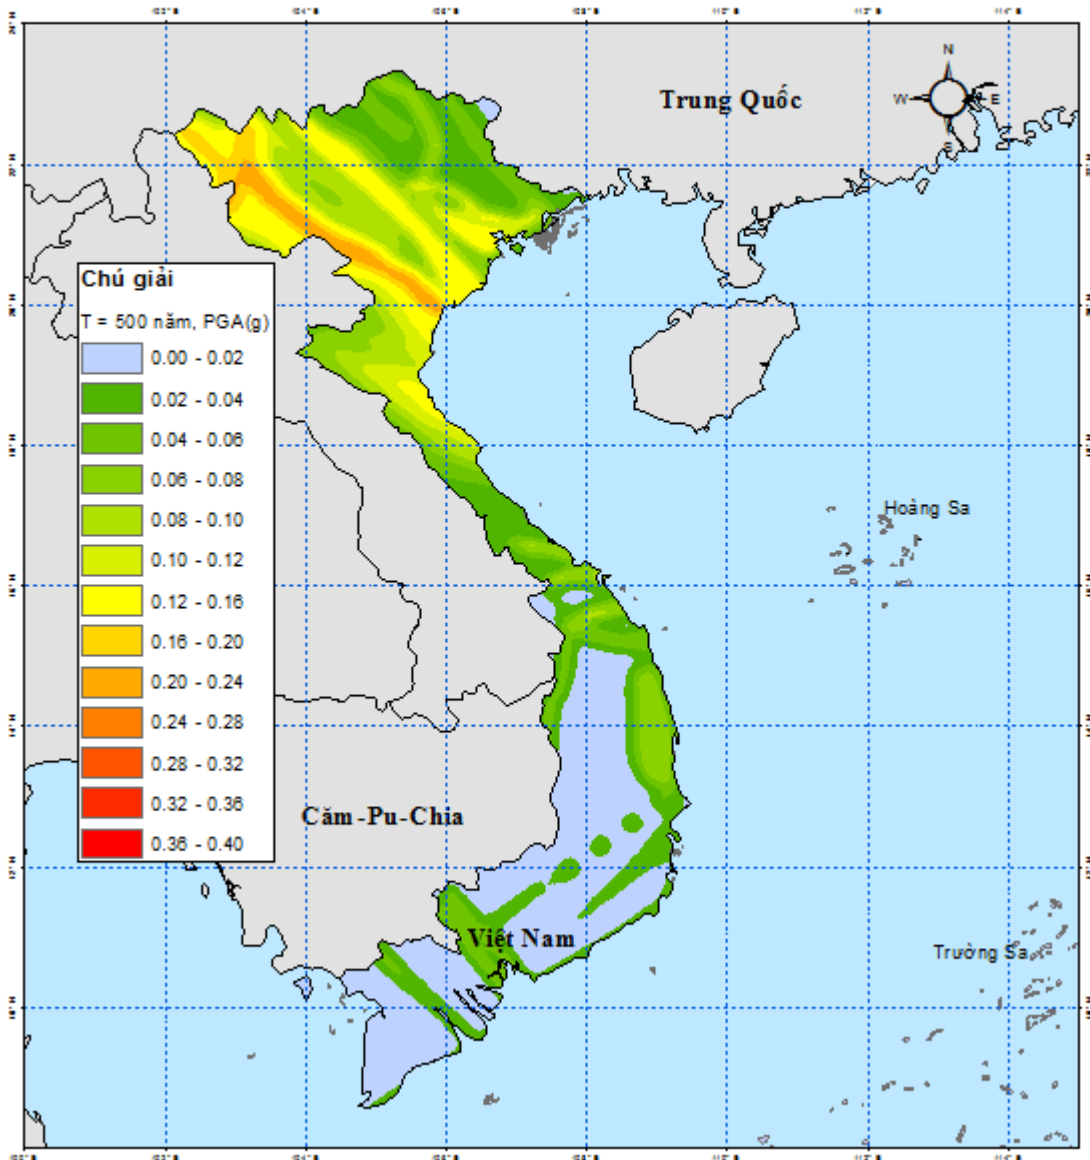 Trung Quốc
N
W
E
S
Chú giải
T = 500 năm, PGA(g)
0.00 - 0.02
0.02 - 0.04
0.04 - 0.06
0.06 - 0.08
0.08 - 0.10
0.10 - 0.12
0.12 - 0.16
0.16 - 0.20
0.20 - 0.24
0.24 - 0.28
0.28 - 0.32
0.32 - 0.36
0.36 - 0.40
Hoàng Sa
Căm-Pu-Chia
Việt Nam
Trường Sa